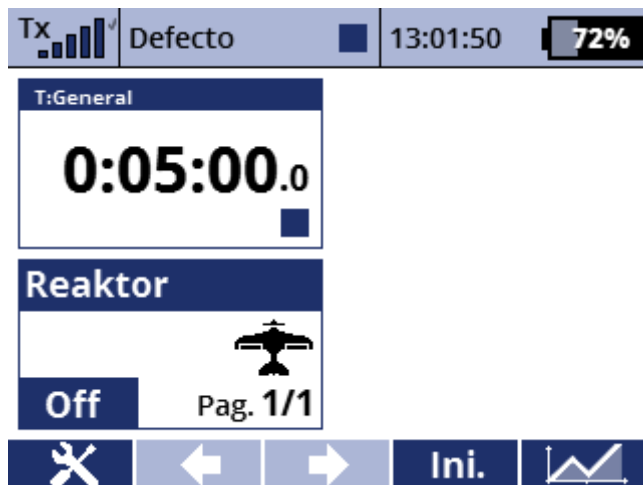 Tx Defecto 13:01:50 72%
T:General
0:05:00.0
Reaktor
Off Pag. 1/1
Ini.